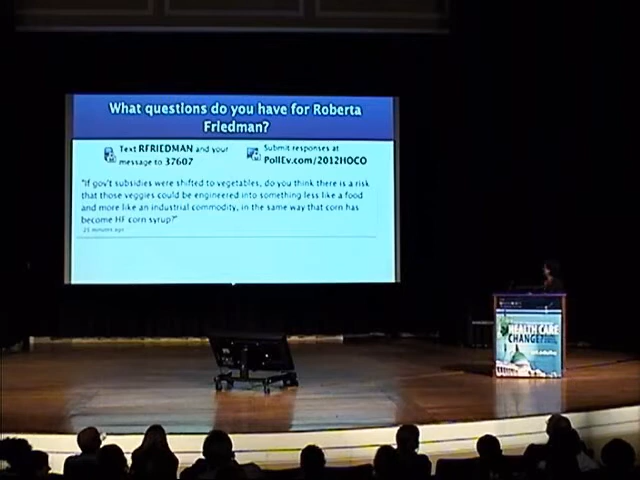 What questions do you have for Roberta
Friedman?
Text RFRIEDMAN and your
message to 37607
Submit responses at
PollEv.com/2012HOCO
"If gov't subsidies were shifted to vegetables, do you think there is a risk
that those veggies could be engineered into something less like a food
and more like an industrial commodity, in the same way that corn has
become HF corn syrup?"
25 minutes ago
HEALTH CARE
CHANGE?